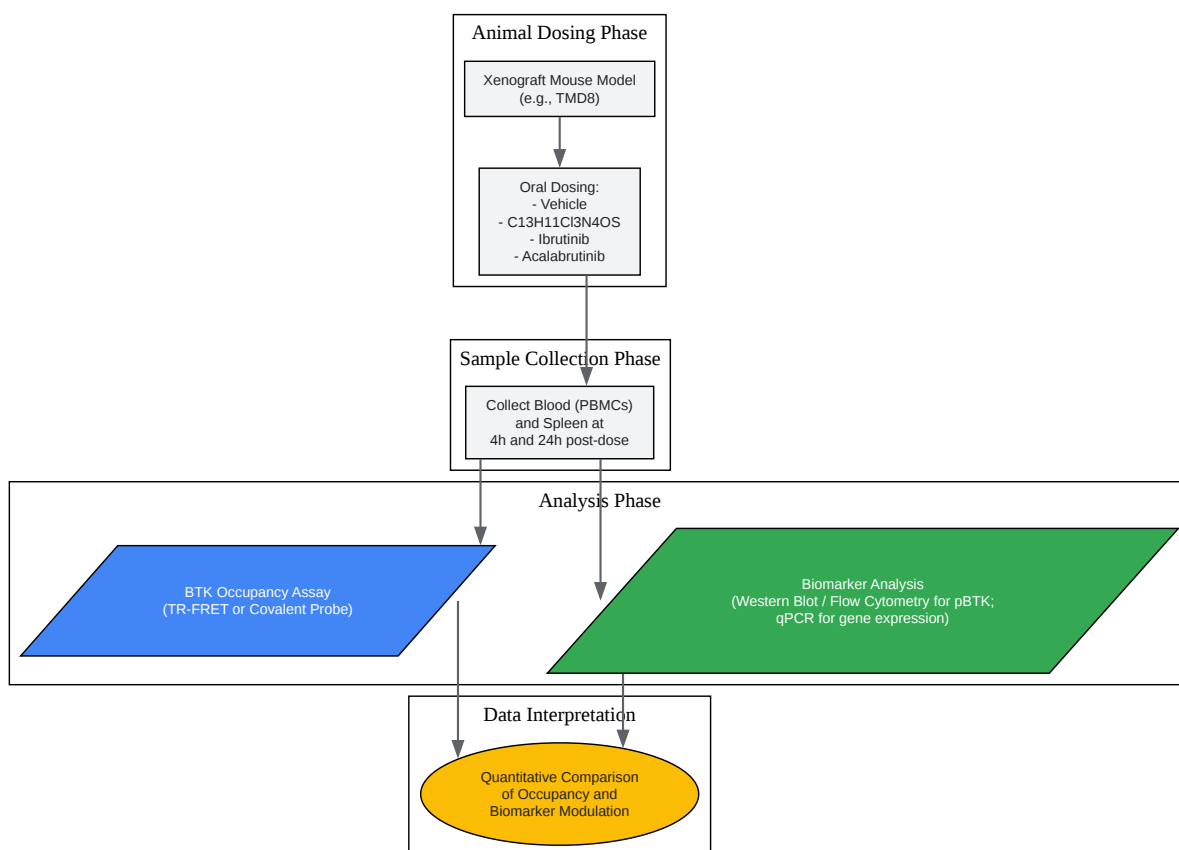 Animal Dosing Phase
Xenograft Mouse Model
(e.g., TMD8)
Oral Dosing:
- Vehicle
- C13H11Cl3N4OS
- Ibrutinib
- Acalabrutinib
Sample Collection Phase
Collect Blood (PBMCs)
and Spleen at
4h and 24h post-dose
Analysis Phase
BTK Occupancy Assay
(TR-FRET or Covalent Probe)
Biomarker Analysis
(Western Blot / Flow Cytometry for pBTK;
qPCR for gene expression)
Data Interpretation
Quantitative Comparison
of Occupancy and
Biomarker Modulation